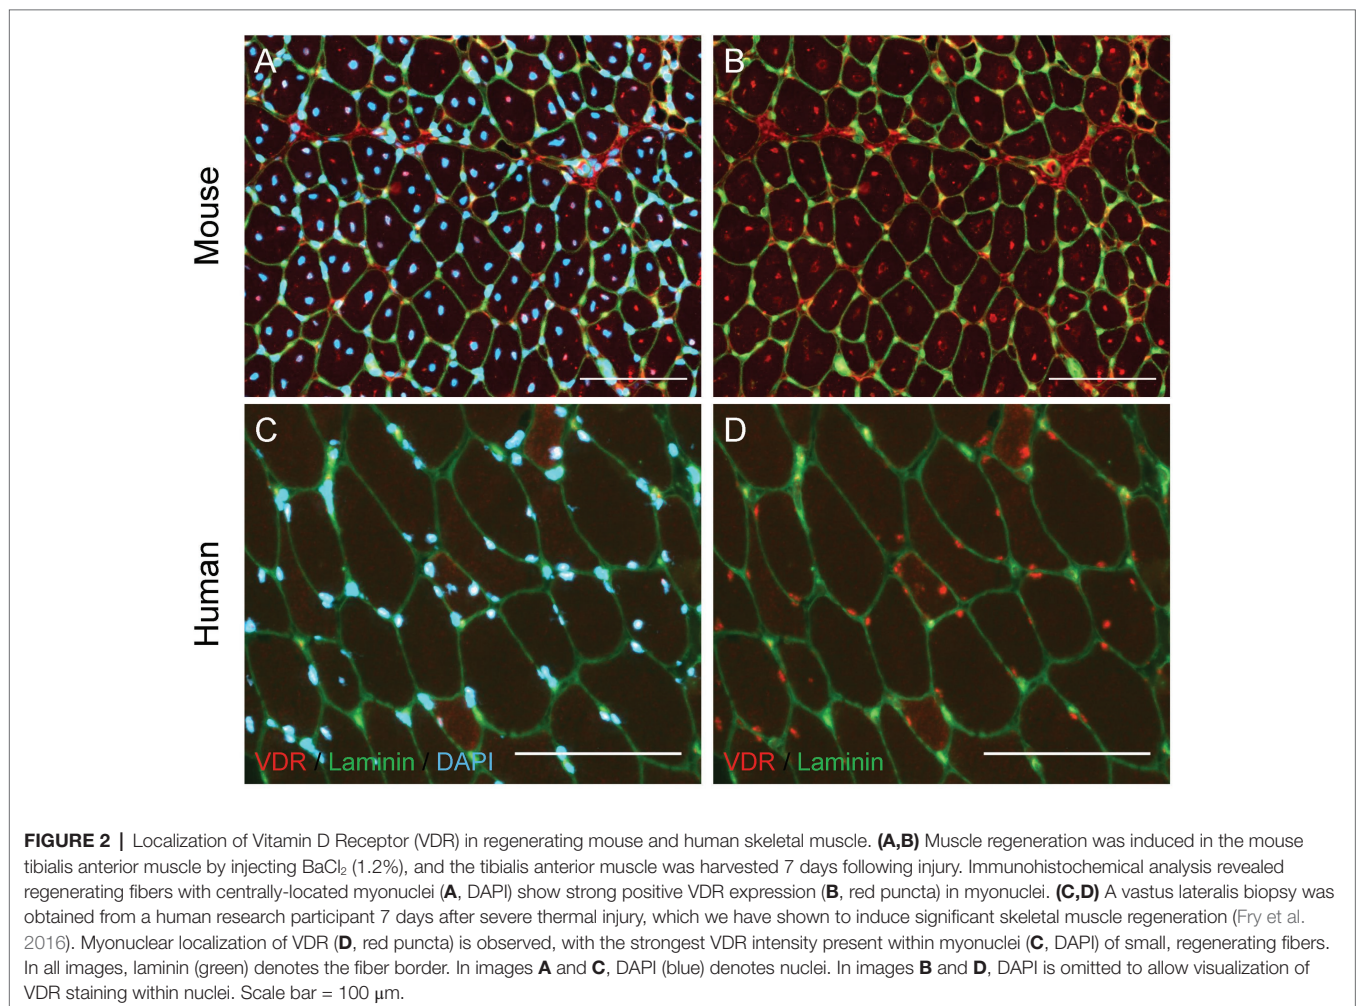 A
B
Mouse
C
D
Human
VDR / Laminin / DAPI
VDR / Laminin
FIGURE 2 | Localization of Vitamin D Receptor (VDR) in regenerating mouse and human skeletal muscle. (A,B) Muscle regeneration was induced in the mouse
tibialis anterior muscle by injecting BaCl₂ (1.2%), and the tibialis anterior muscle was harvested 7 days following injury. Immunohistochemical analysis revealed
regenerating fibers with centrally-located myonuclei (A, DAPI) show strong positive VDR expression (B, red puncta) in myonuclei. (C,D) A vastus lateralis biopsy was
obtained from a human research participant 7 days after severe thermal injury, which we have shown to induce significant skeletal muscle regeneration (Fry et al.
2016). Myonuclear localization of VDR (D, red puncta) is observed, with the strongest VDR intensity present within myonuclei (C, DAPI) of small, regenerating fibers.
In all images, laminin (green) denotes the fiber border. In images A and C, DAPI (blue) denotes nuclei. In images B and D, DAPI is omitted to allow visualization of
VDR staining within nuclei. Scale bar = 100 μm.